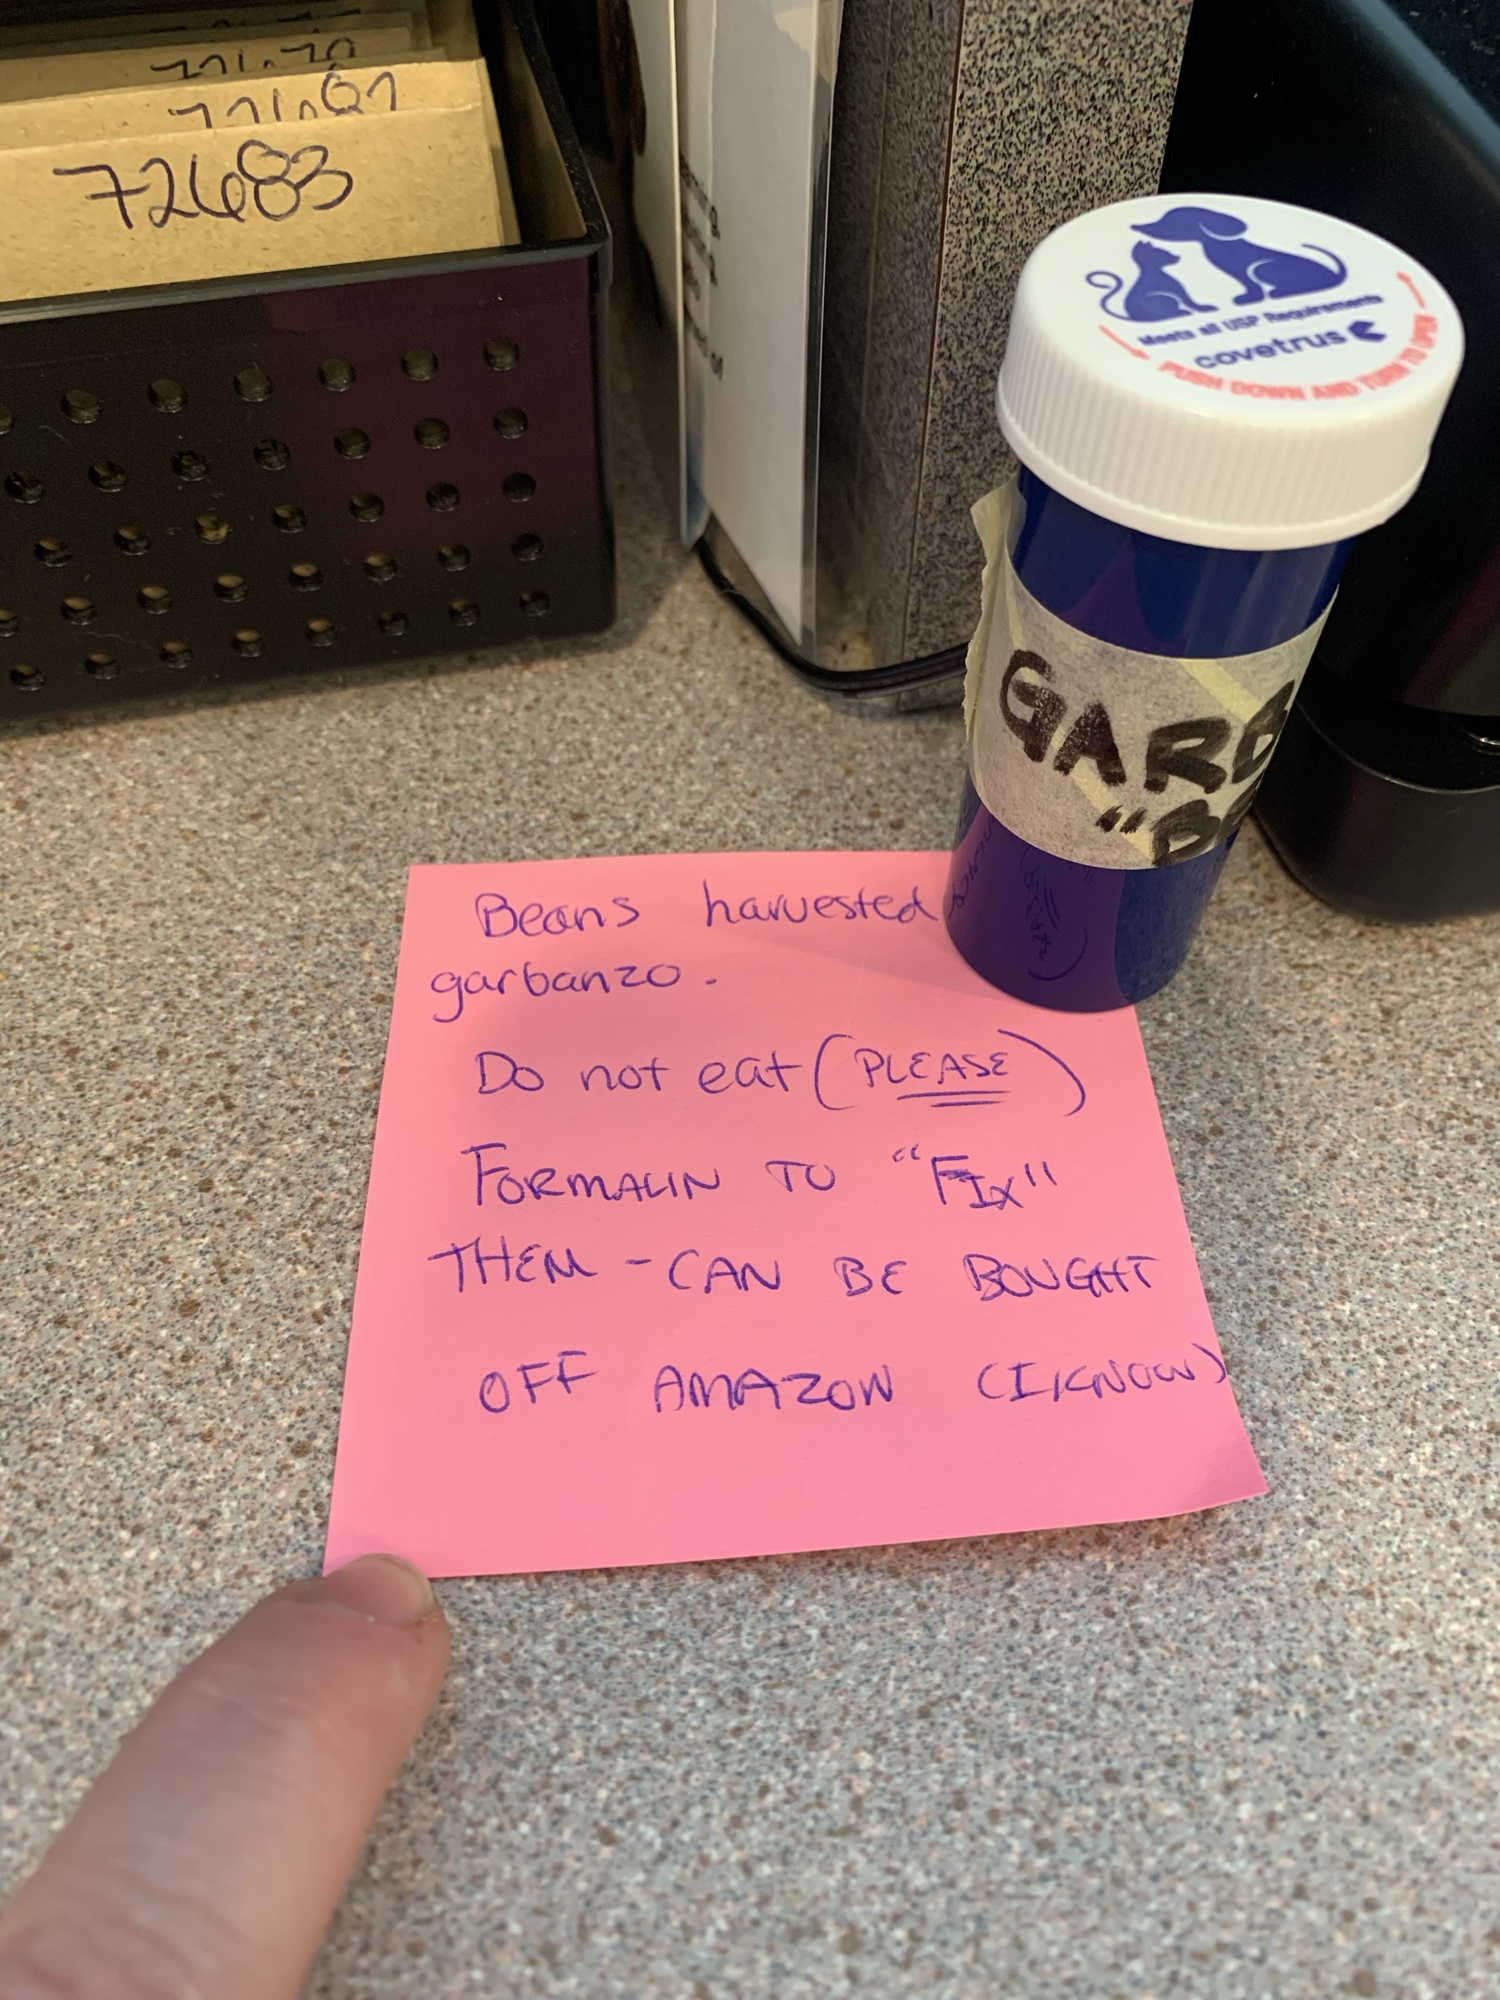 72683
Meets all USP Requirements
covetrus
PUSH DOWN AND TURN TO OPEN
GARB
"B
Beans harvested
garbanzo.
Do not eat (PLEASE)
FORMALIN TO "FIX"
THEM - CAN BE BOUGHT
OFF AMAZON (I KNOW)